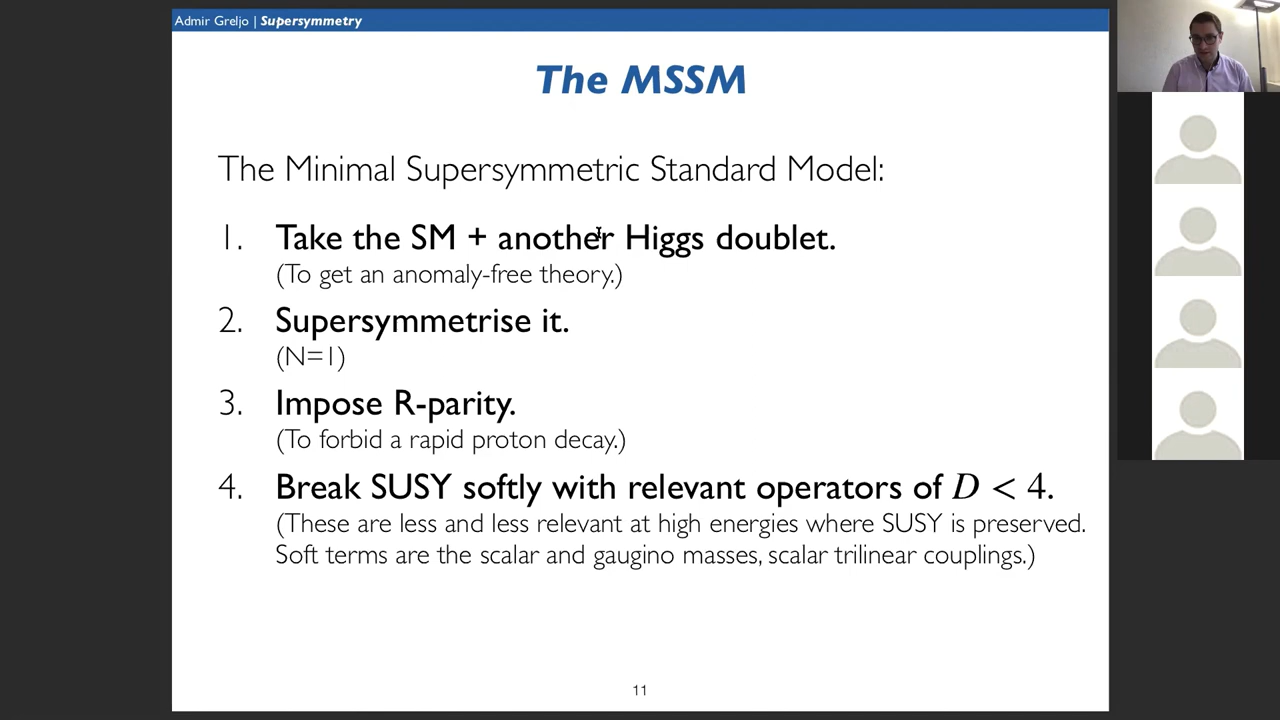 Admir Greljo | Supersymmetry
The MSSM
The Minimal Supersymmetric Standard Model:
1. Take the SM + another Higgs doublet.
(To get an anomaly-free theory.)
2. Supersymmetrise it.
(N=1)
3. Impose R-parity.
(To forbid a rapid proton decay.)
4. Break SUSY softly with relevant operators of D < 4.
(These are less and less relevant at high energies where SUSY is preserved.
Soft terms are the scalar and gaugino masses, scalar trilinear couplings.)
11